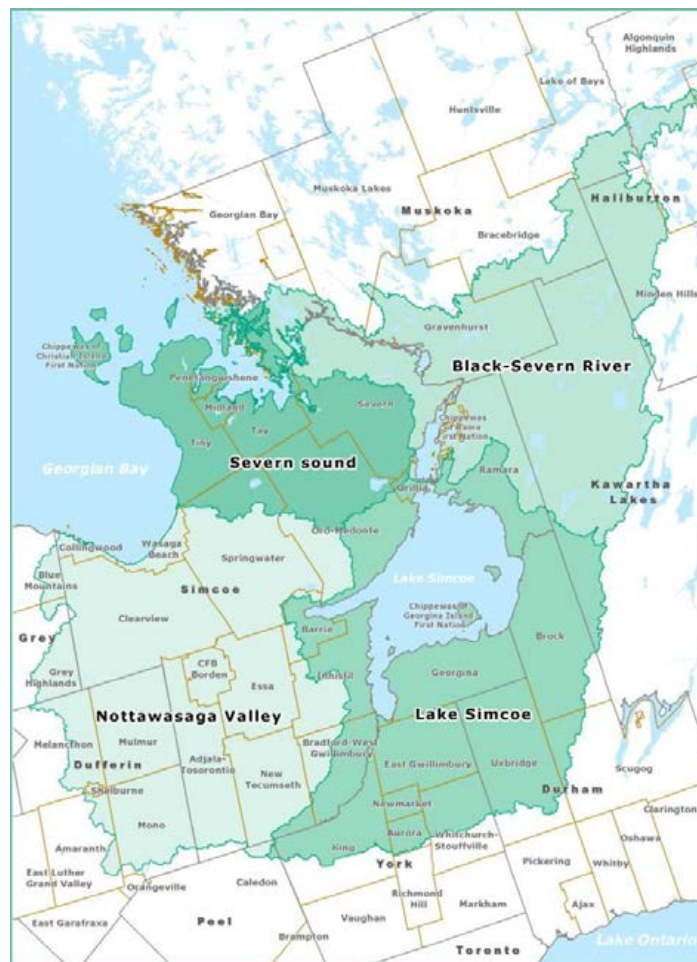 Algonquin
Highlands
Lake of Bays
Huntsville
Muskoka Lakes
Georgian Bay
Muskoka
Haliburton
Bracebridge
Minden Hills
Gravenhurst
Chippewas of
Christian Island
First Nation
Black-Severn River
Penetanguishene
Midland
Severn
Tay
Tiny
Chippewas
of Rama
First Nation
Georgian Bay
Severn sound
Ramara
Orillia
Kawartha
Lakes
Oro-Medonte
Wasaga
Beach
Collingwood
Springwater
Blue
Mountains
Simcoe
Lake Simcoe
Clearview
Chippewas of
Georgina Island
First Nation
Grey
Barrie
Brock
Grey
Highlands
CFB
Borden
Innisfil
Georgina
Essa
Nottawasaga Valley
Lake Simcoe
Melancthon
Mulmur
Bradford-West
Gwillimbury
Dufferin
Adjala-
Tosorontio
New
Tecumseth
East Gwillimbury
Uxbridge
Scugog
Shelburne
Durham
Newmarket
Mono
Aurora
Whitchurch-
Stouffville
Clarington
Amaranth
King
York
Oshawa
Pickering
Whitby
East Luther
Grand Valley
Orangeville
Caledon
Richmond
Hill
Markham
Ajax
East Garafraxa
Peel
Vaughan
Brampton
Toronto
Lake Ontario